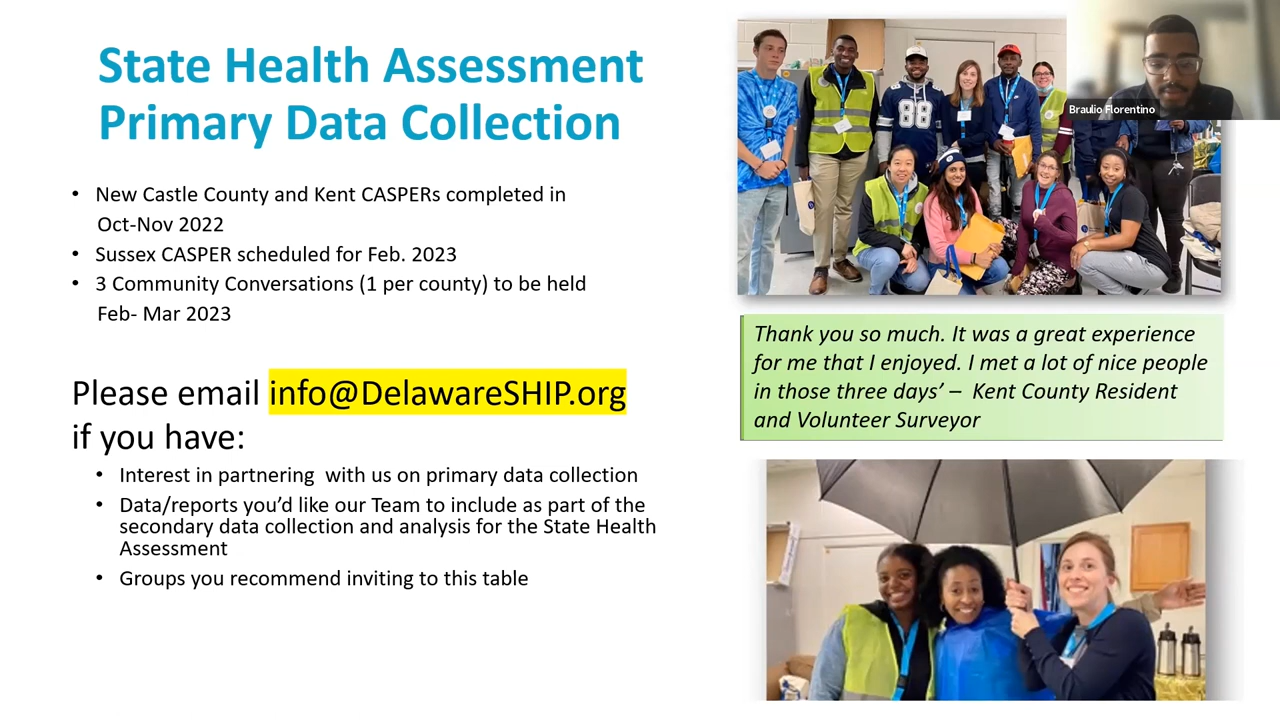 State Health Assessment
Primary Data Collection
• New Castle County and Kent CASPERs completed in
Oct-Nov 2022
• Sussex CASPER scheduled for Feb. 2023
• 3 Community Conversations (1 per county) to be held
Feb- Mar 2023
Please email info@DelawareSHIP.org
if you have:
• Interest in partnering  with us on primary data collection
• Data/reports you’d like our Team to include as part of the
secondary data collection and analysis for the State Health
Assessment
• Groups you recommend inviting to this table
88
Braulio Florentino
Thank you so much. It was a great experience
for me that I enjoyed. I met a lot of nice people
in those three days’ –  Kent County Resident
and Volunteer Surveyor